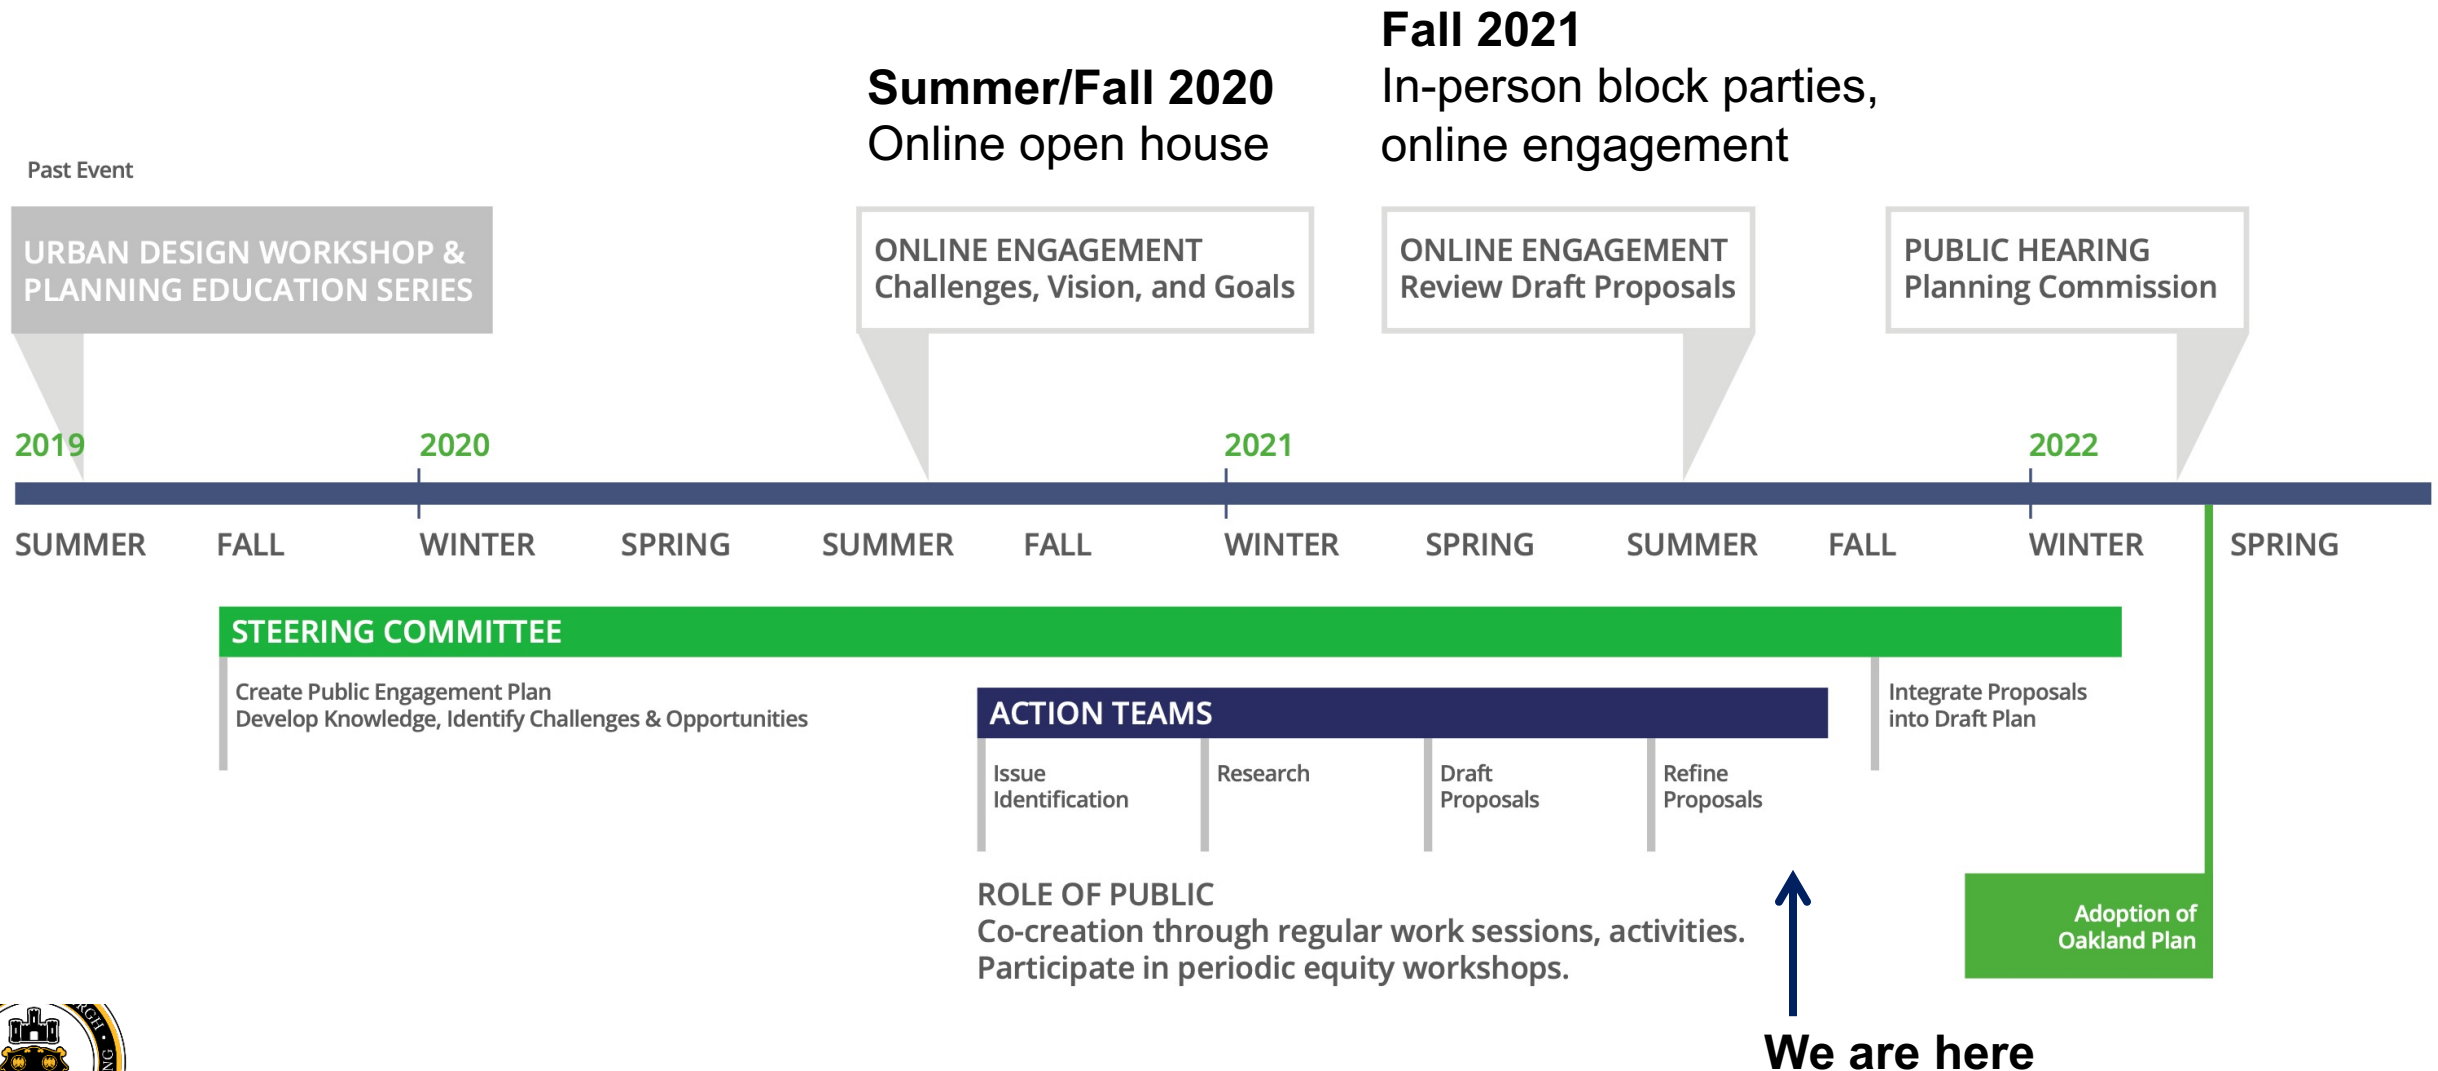 Fall 2021
In-person block parties,
online engagement
Summer/Fall 2020
Online open house
Past Event
URBAN DESIGN WORKSHOP &
PLANNING EDUCATION SERIES
ONLINE ENGAGEMENT
Challenges, Vision, and Goals
ONLINE ENGAGEMENT
Review Draft Proposals
PUBLIC HEARING
Planning Commission
2019 2020 2021 2022
SUMMER FALL WINTER SPRING SUMMER FALL WINTER SPRING SUMMER FALL WINTER SPRING
STEERING COMMITTEE
Create Public Engagement Plan
Develop Knowledge, Identify Challenges & Opportunities
Integrate Proposals
into Draft Plan
ACTION TEAMS
Issue
Identification
Research
Draft
Proposals
Refine
Proposals
ROLE OF PUBLIC
Co-creation through regular work sessions, activities.
Participate in periodic equity workshops.
Adoption of
Oakland Plan
We are here